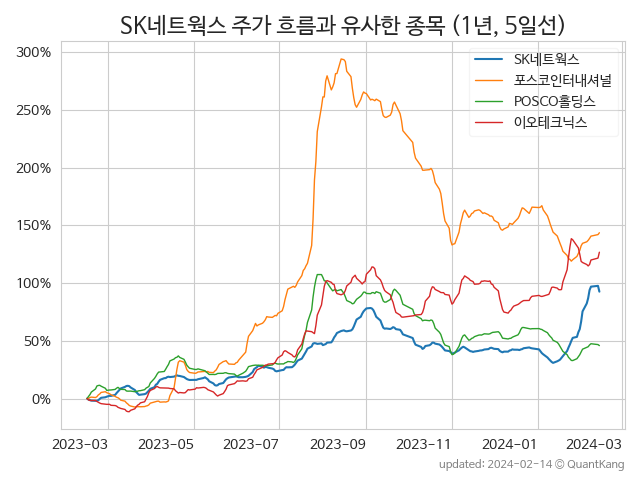 SK네트웍스 주가 흐름과 유사한 종목 (1년, 5일선)
SK네트웍스
포스코인터내셔널
POSCO홀딩스
이오테크닉스
300%
250%
200%
150%
100%
50%
0%
2023-03 2023-05 2023-07 2023-09 2023-11 2024-01 2024-03
updated: 2024-02-14 © QuantKang